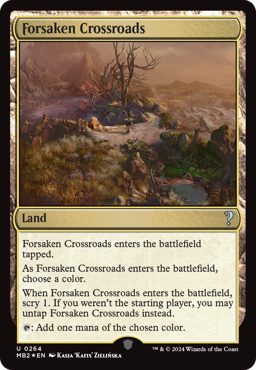 Forsaken Crossroads
Land
Forsaken Crossroads enters the battlefield
tapped.
As Forsaken Crossroads enters the battlefield,
choose a color.
When Forsaken Crossroads enters the battlefield,
scry 1. If you weren't the starting player, you may
untap Forsaken Crossroads instead.
: Add one mana of the chosen color.
U 0264
MB2 ★ EN Kasia 'Kafis' Zielińska
™ & © 2024 Wizards of the Coast